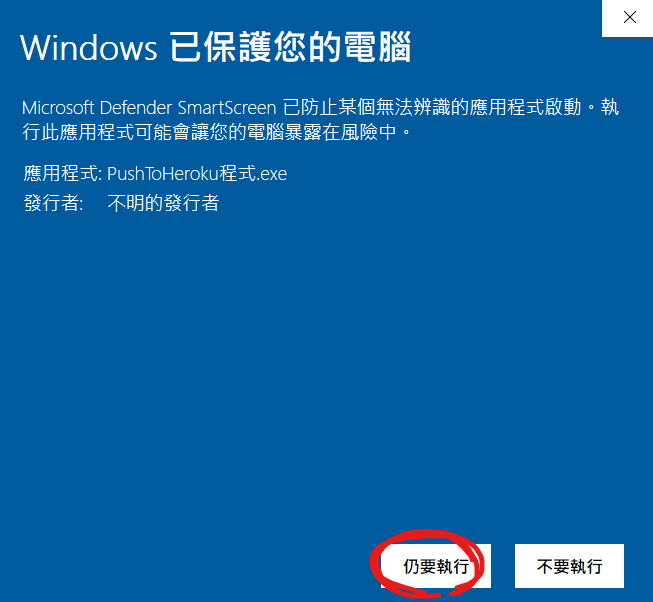 Windows 已保護您的電腦
Microsoft Defender SmartScreen 已防止某個無法辨識的應用程式啟動。執
行此應用程式可能會讓您的電腦暴露在風險中。
應用程式: PushToHeroku程式.exe
發行者: 不明的發行者
仍要執行 不要執行